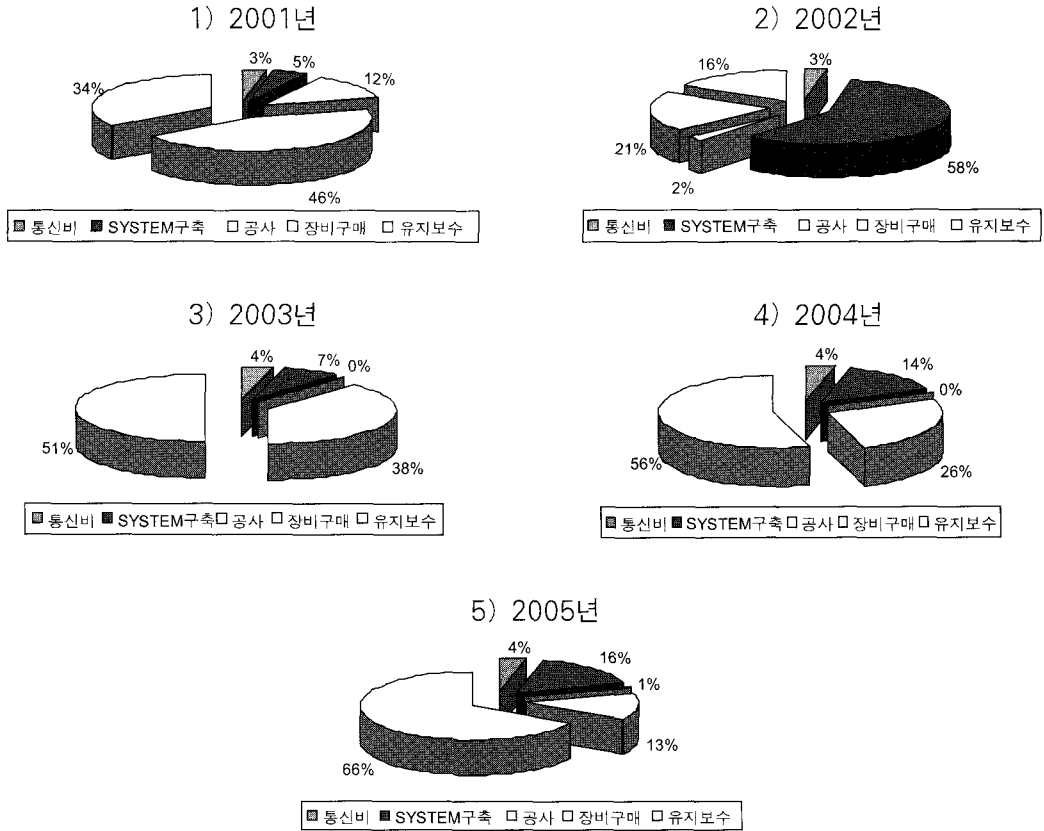 1) 2001년
3%
5%
12%
34%
46%
통신비 SYSTEM구축 공사 장비구매 유지보수
2) 2002년
3%
16%
21%
2%
58%
통신비 SYSTEM구축 공사 장비구매 유지보수
3) 2003년
4%
7%
0%
51%
38%
통신비 SYSTEM구축 공사 장비구매 유지보수
4) 2004년
4%
14%
0%
56%
26%
통신비 SYSTEM구축 공사 장비구매 유지보수
5) 2005년
4%
16%
1%
13%
66%
통신비 SYSTEM구축 공사 장비구매 유지보수